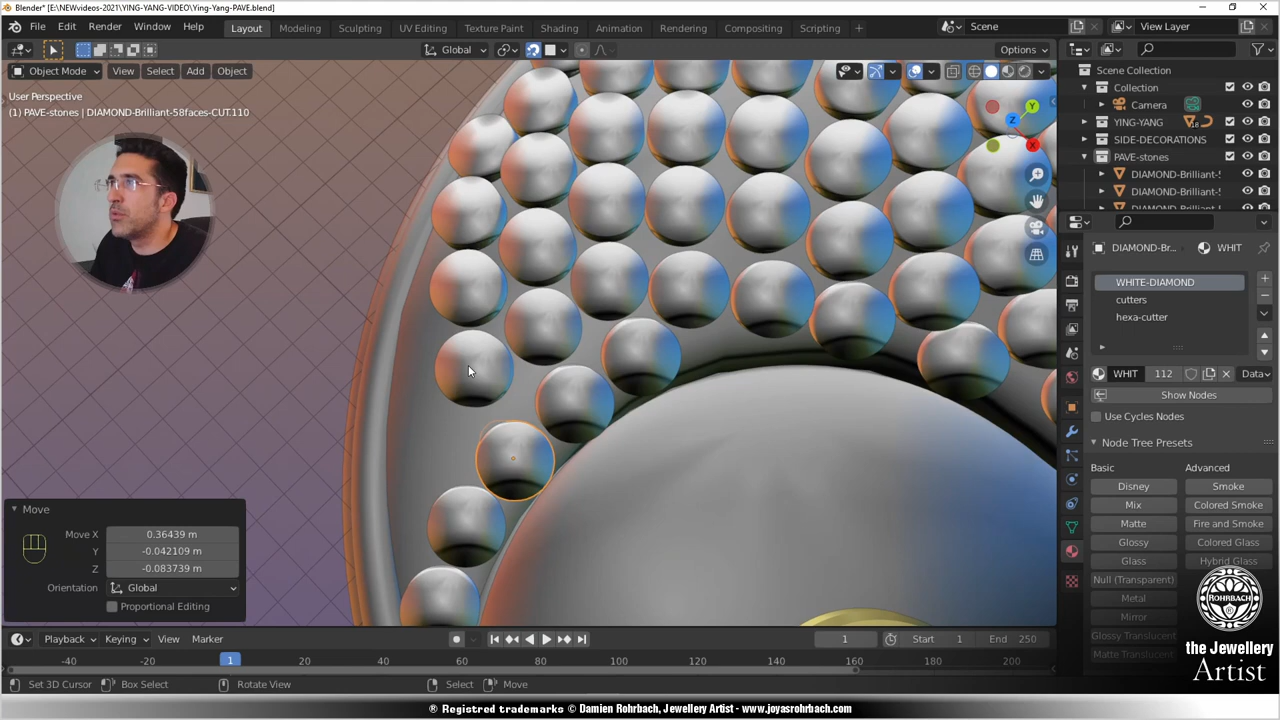 Blender* [E:\NEWvideos-2021\YING-YANG-VIDEO\Ying-Yang-PAVE.blend]
File Edit Render Window Help
Layout Modeling Sculpting UV Editing Texture Paint Shading Animation Rendering Compositing Scripting +
Scene
View Layer
Global
Options
Object Mode View Select Add Object
User Perspective
(1) PAVE-stones | DIAMOND-Brilliant-58faces-CUT.110
Y
Z
X
Scene Collection
Collection
Camera
YING-YANG
18
SIDE-DECORATIONS
PAVE-stones
DIAMOND-Brilliant-!
DIAMOND-Brilliant-!
DIAMOND-Brilliant-!
DIAMOND-Br... WHIT
WHITE-DIAMOND
cutters
hexa-cutter
WHIT 112 Data
Show Nodes
Use Cycles Nodes
Node Tree Presets
Basic Advanced
Disney Smoke
Mix Colored Smoke
Matte Fire and Smoke
Glossy Colored Glass
Glass Hybrid Glass
Null (Transparent)
Metal
Mirror
Glossy Translucent
Matte Translucent
ROHRBACH
the Jewellery
Artist
Move
Move X 0.36439 m
Y -0.042109 m
Z -0.083739 m
Orientation Global
Proportional Editing
Playback Keying View Marker
1 Start 1 End 250
-40 -20 1 20 40 60 80 100 120 140 160 180 200
Set 3D Cursor Box Select Rotate View Select Move
® Registered trademarks © Damien Rohrbach, Jewellery Artist - www.joyasrohrbach.com